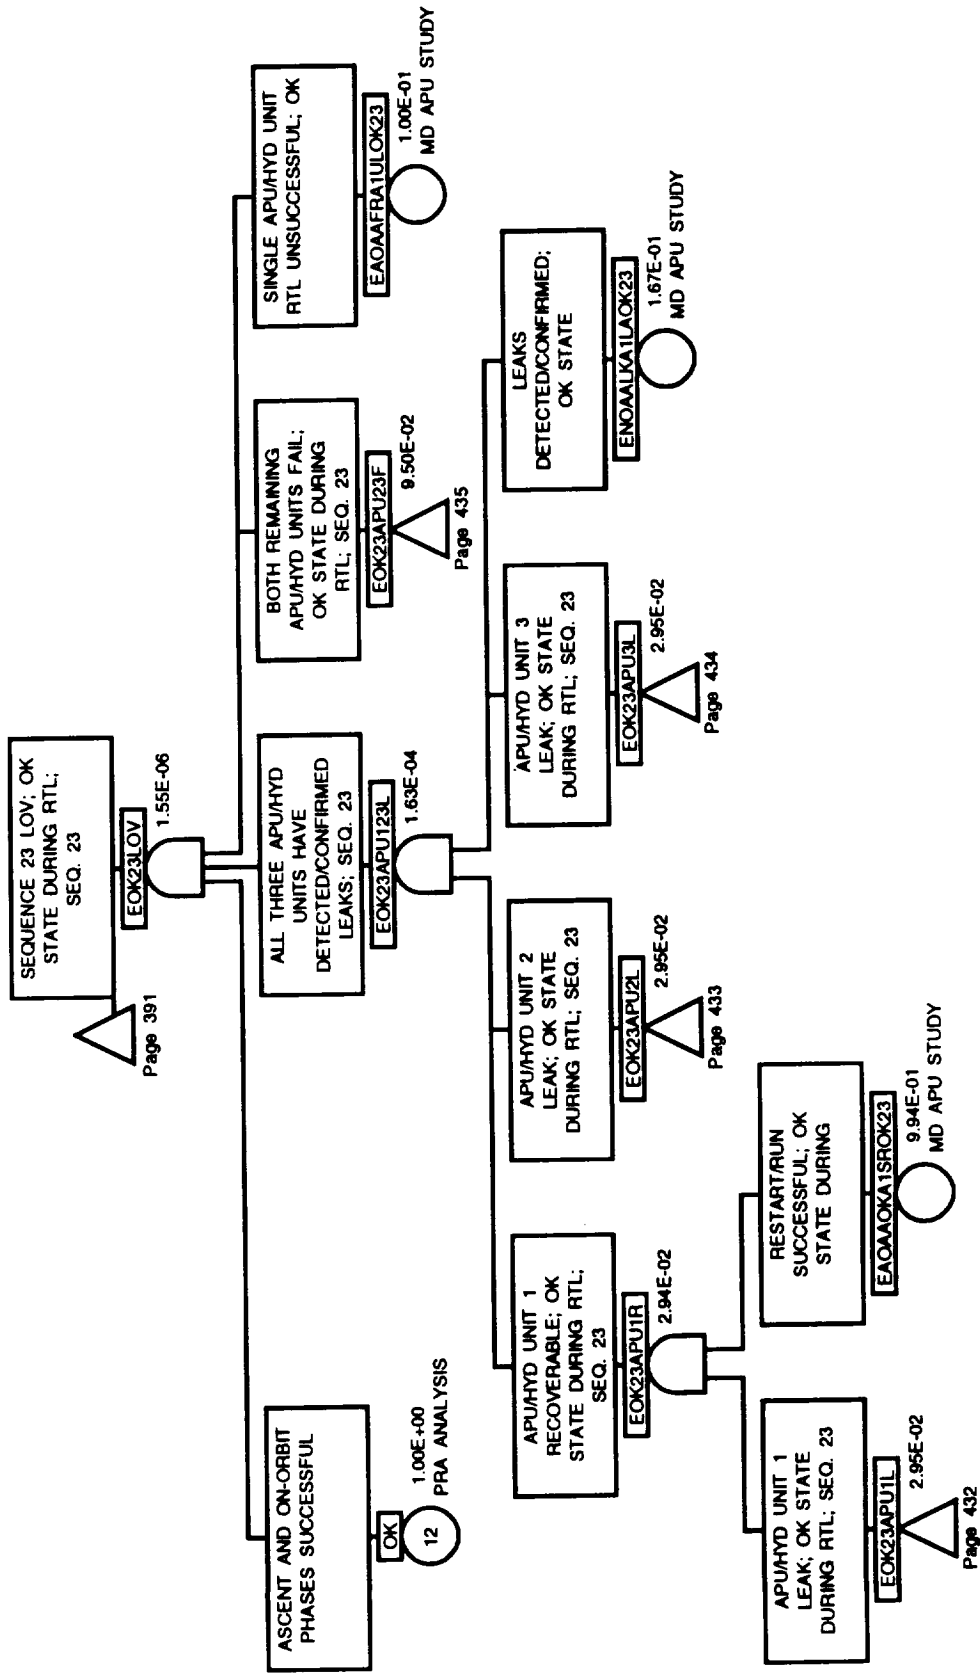 SEQUENCE 23 LOV; OK
STATE DURING RTL;
SEQ. 23
Page 391
EOK23LOV
1.55E-06
ASCENT AND ON-ORBIT
PHASES SUCCESSFUL
OK
12
1.00E+00
PRA ANALYSIS
ALL THREE APU/HYD
UNITS HAVE
DETECTED/CONFIRMED
LEAKS; SEQ. 23
EOK23APU123L
1.63E-04
BOTH REMAINING
APU/HYD UNITS FAIL;
OK STATE DURING
RTL; SEQ. 23
EOK23APU23F
9.50E-02
Page 435
SINGLE APU/HYD UNIT
RTL UNSUCCESSFUL; OK
EAOAAFRA1ULOK23
1.00E-01
MD APU STUDY
APU/HYD UNIT 1
RECOVERABLE; OK
STATE DURING RTL;
SEQ. 23
EOK23APU1R
2.94E-02
APU/HYD UNIT 2
LEAK; OK STATE
DURING RTL; SEQ. 23
EOK23APU2L
2.95E-02
Page 433
APU/HYD UNIT 3
LEAK; OK STATE
DURING RTL; SEQ. 23
EOK23APU3L
2.95E-02
Page 434
LEAKS
DETECTED/CONFIRMED;
OK STATE
ENOAALKA1LAOK23
1.67E-01
MD APU STUDY
APU/HYD UNIT 1
LEAK; OK STATE
DURING RTL; SEQ. 23
EOK23APU1L
2.95E-02
Page 432
RESTART/RUN
SUCCESSFUL; OK
STATE DURING
EAOAAOKA1SROK23
9.94E-01
MD APU STUDY